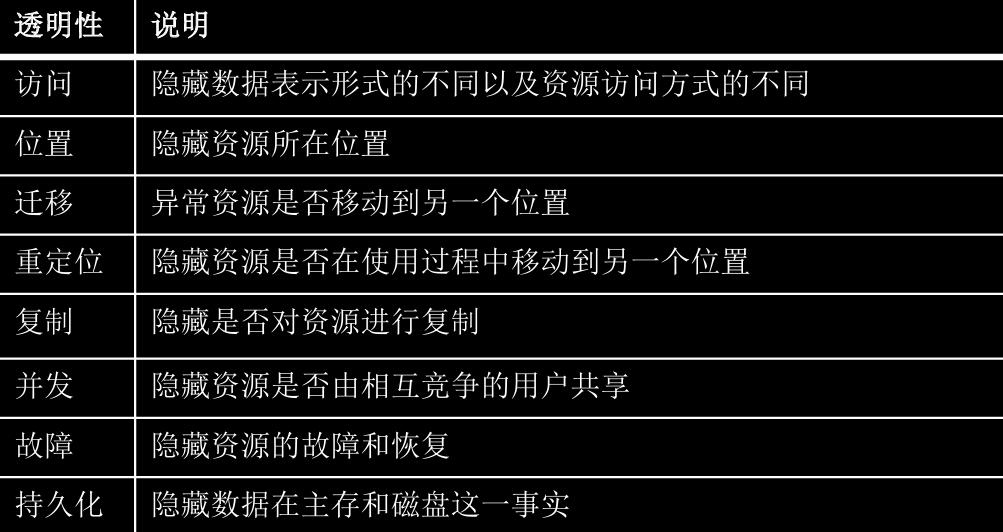 透明性 说明
访问 隐藏数据表示形式的不同以及资源访问方式的不同
位置 隐藏资源所在位置
迁移 异常资源是否移动到另一个位置
重定位 隐藏资源是否在使用过程中移动到另一个位置
复制 隐藏是否对资源进行复制
并发 隐藏资源是否由相互竞争的用户共享
故障 隐藏资源的故障和恢复
持久化 隐藏数据在主存和磁盘这一事实